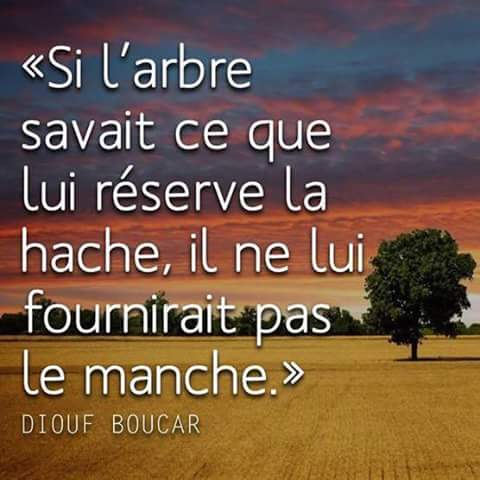 «Si l'arbre
savait ce que
lui réserve la
hache, il ne lui
fournirait pas
le manche.»
DIOUF BOUCAR